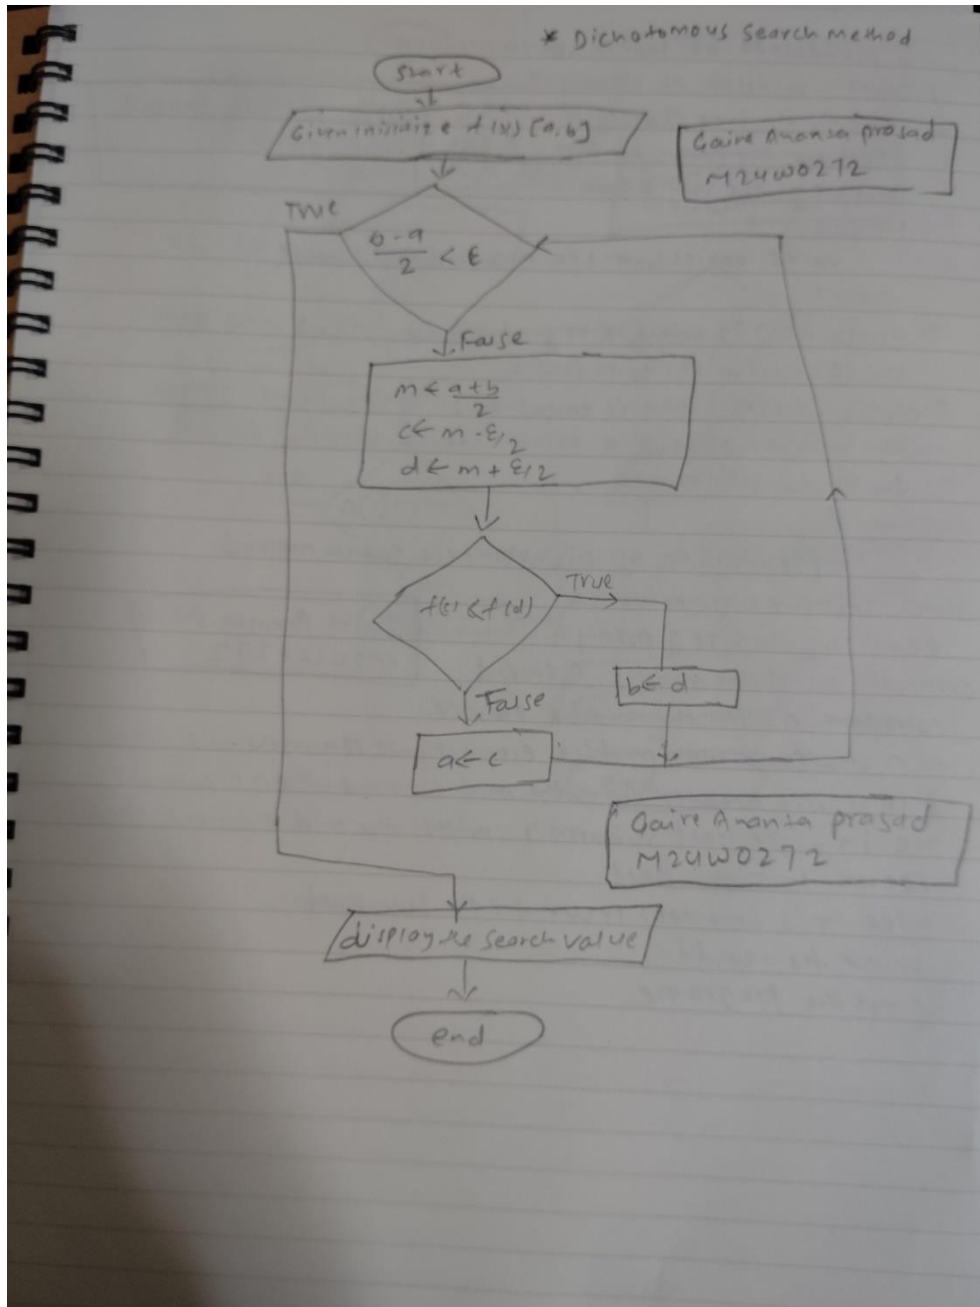 * Dichotomous Search method
Start
Given initialize f(x) [a, b]
Gaire Ananta prasad
M24W0272
True
b-a
2
< ε
False
m ← a+b
2
c ← m - ε/2
d ← m + ε/2
f(c) < f(d)
True
b ← d
False
a ← c
Gaire Ananta prasad
M24W0272
display the search value
end